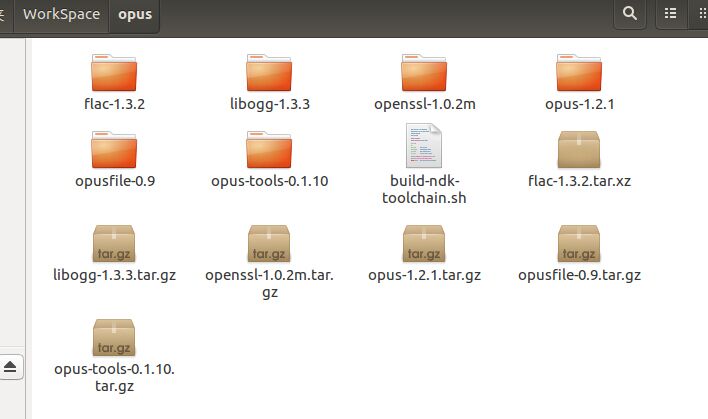 夹 WorkSpace opus
flac-1.3.2 libogg-1.3.3 openssl-1.0.2m opus-1.2.1
opusfile-0.9 opus-tools-0.1.10 build-ndk-
toolchain.sh flac-1.3.2.tar.xz
tar.gz tar.gz tar.gz tar.gz
libogg-1.3.3.tar.gz openssl-1.0.2m.tar.
gz opus-1.2.1.tar.gz opusfile-0.9.tar.gz
tar.gz
opus-tools-0.1.10.
tar.gz